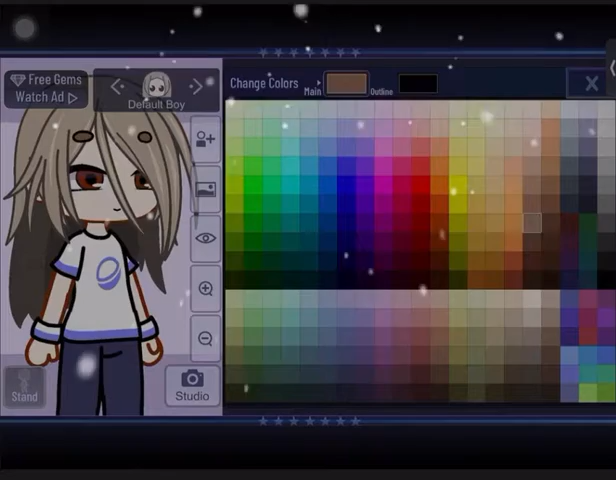 Free Gems
Watch Ad
Default Boy
Change Colors
Main
Outline
Stand
Studio